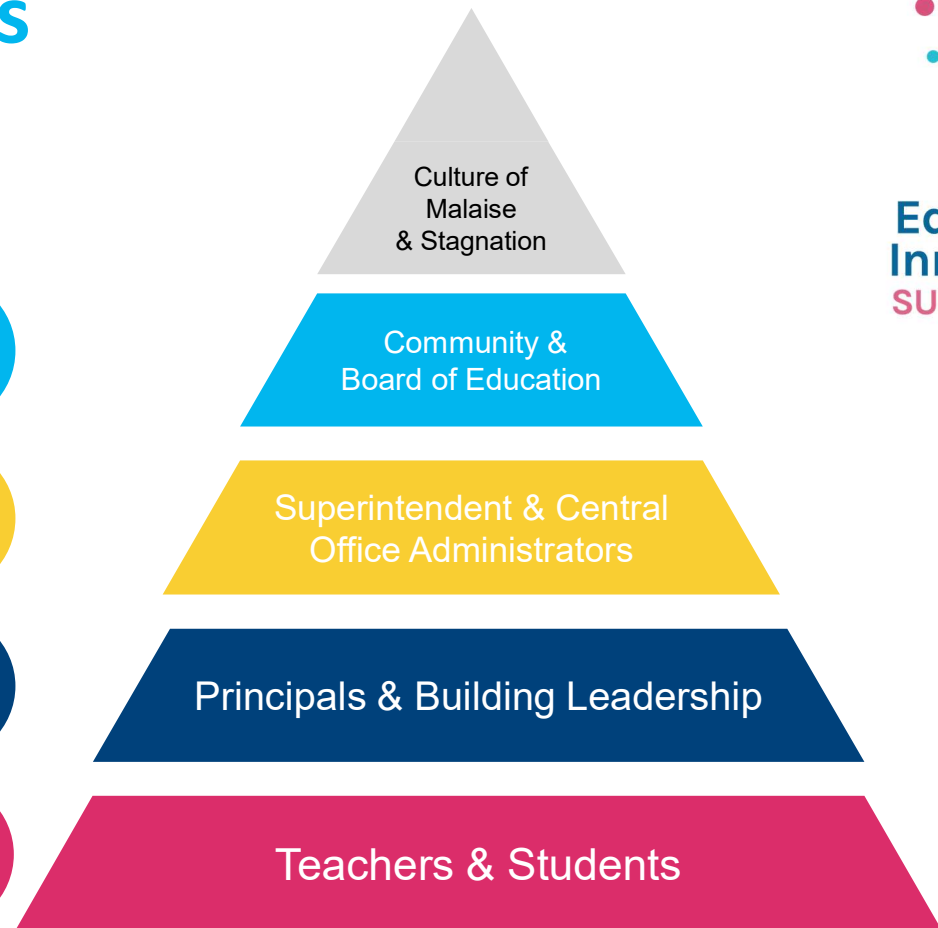 s
Culture of
Malaise
& Stagnation
Community &
Board of Education
Superintendent & Central
Office Administrators
Principals & Building Leadership
Teachers & Students